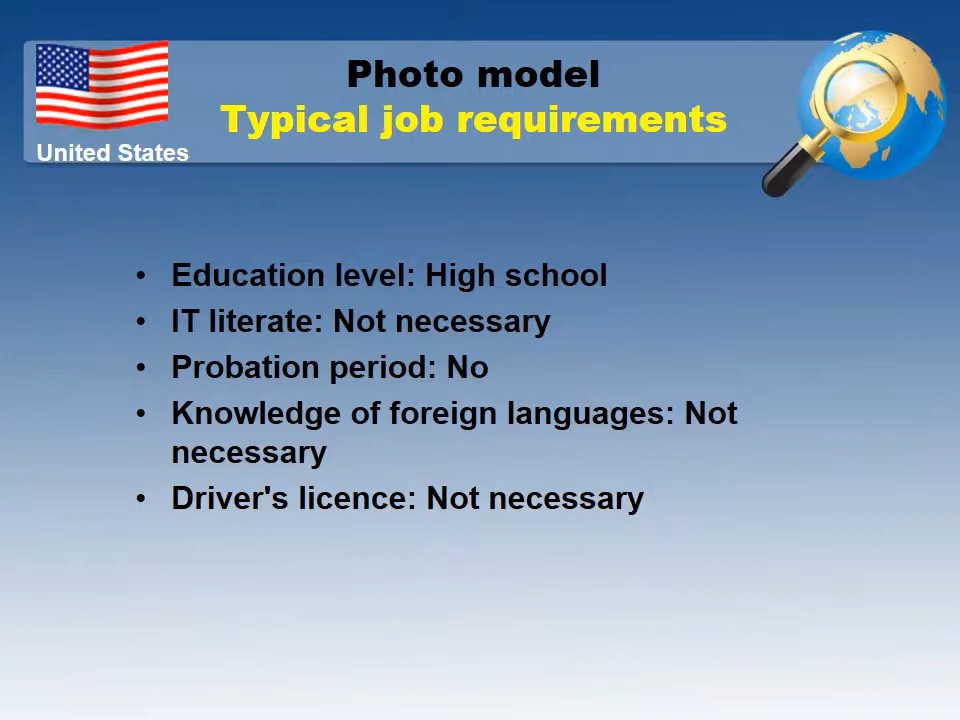 Photo model
Typical job requirements
United States
• Education level: High school
• IT literate: Not necessary
• Probation period: No
• Knowledge of foreign languages: Not
necessary
• Driver's licence: Not necessary